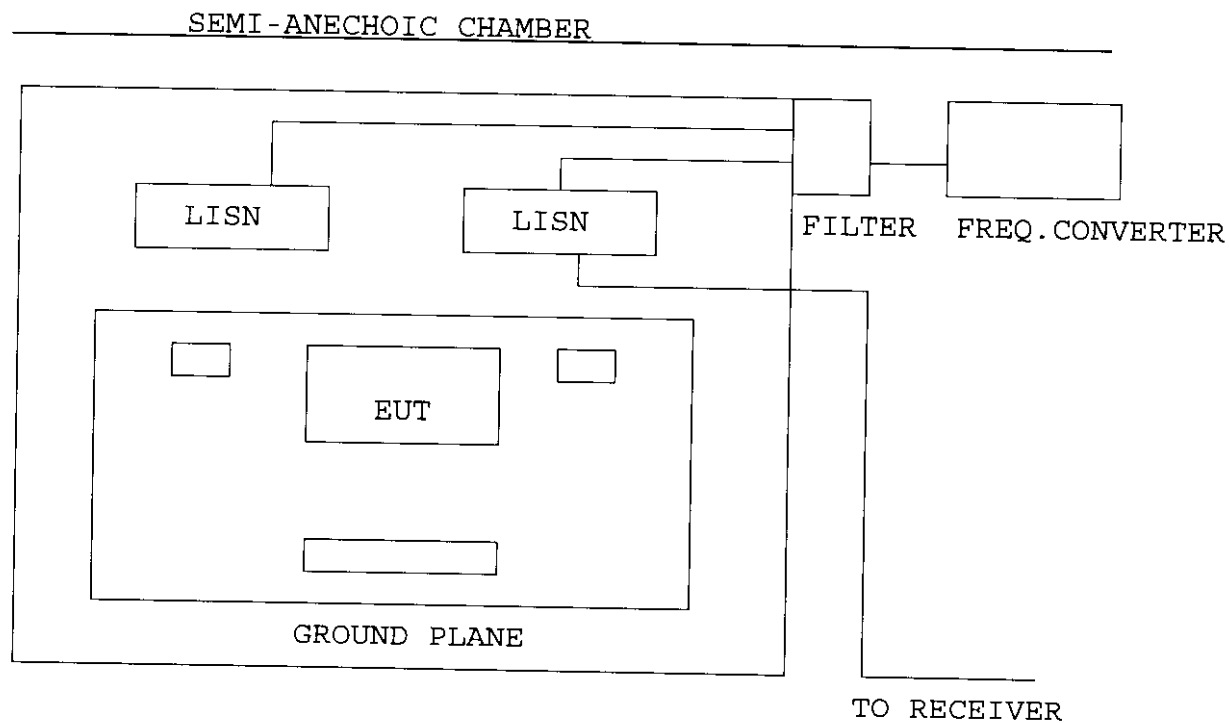 SEMI-ANECHOIC CHAMBER
LISN
LISN
FILTER
FREQ.CONVERTER
EUT
GROUND PLANE
TO RECEIVER